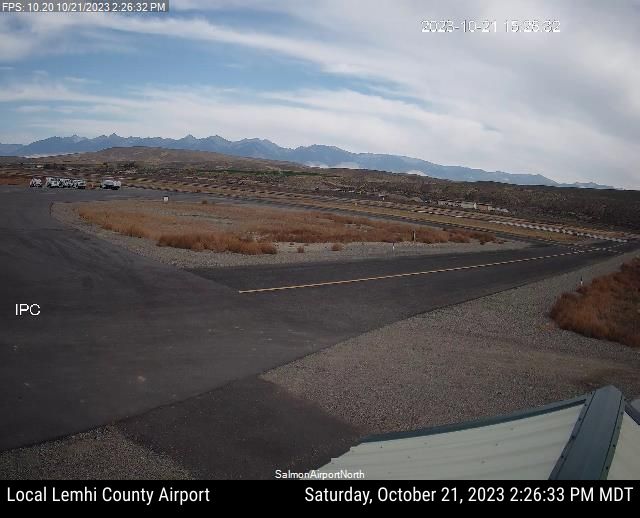 FPS: 10.20 10/21/2023 2:26:32 PM
2023-10-21 15:25:32
IPC
SalmonAirportNorth
Local Lemhi County Airport Saturday, October 21, 2023 2:26:33 PM MDT